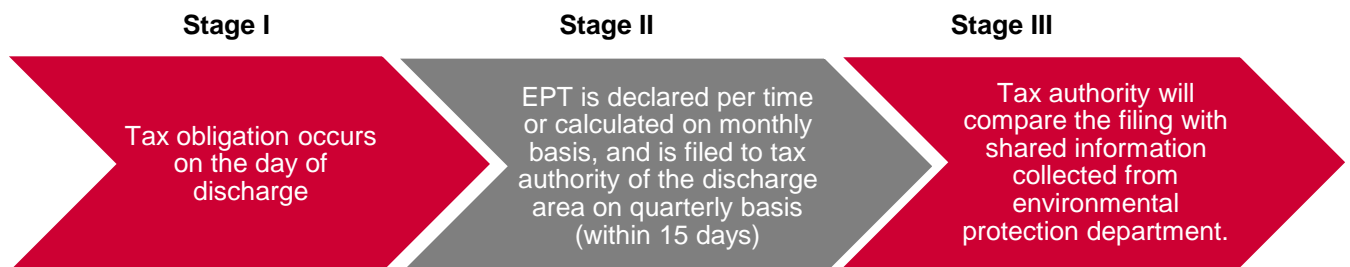 Stage I
Stage II
Stage III
Tax obligation occurs
on the day of
discharge
EPT is declared per time
or calculated on monthly
basis, and is filed to tax
authority of the discharge
area on quarterly basis
(within 15 days)
Tax authority will
compare the filing with
shared information
collected from
environmental
protection department.